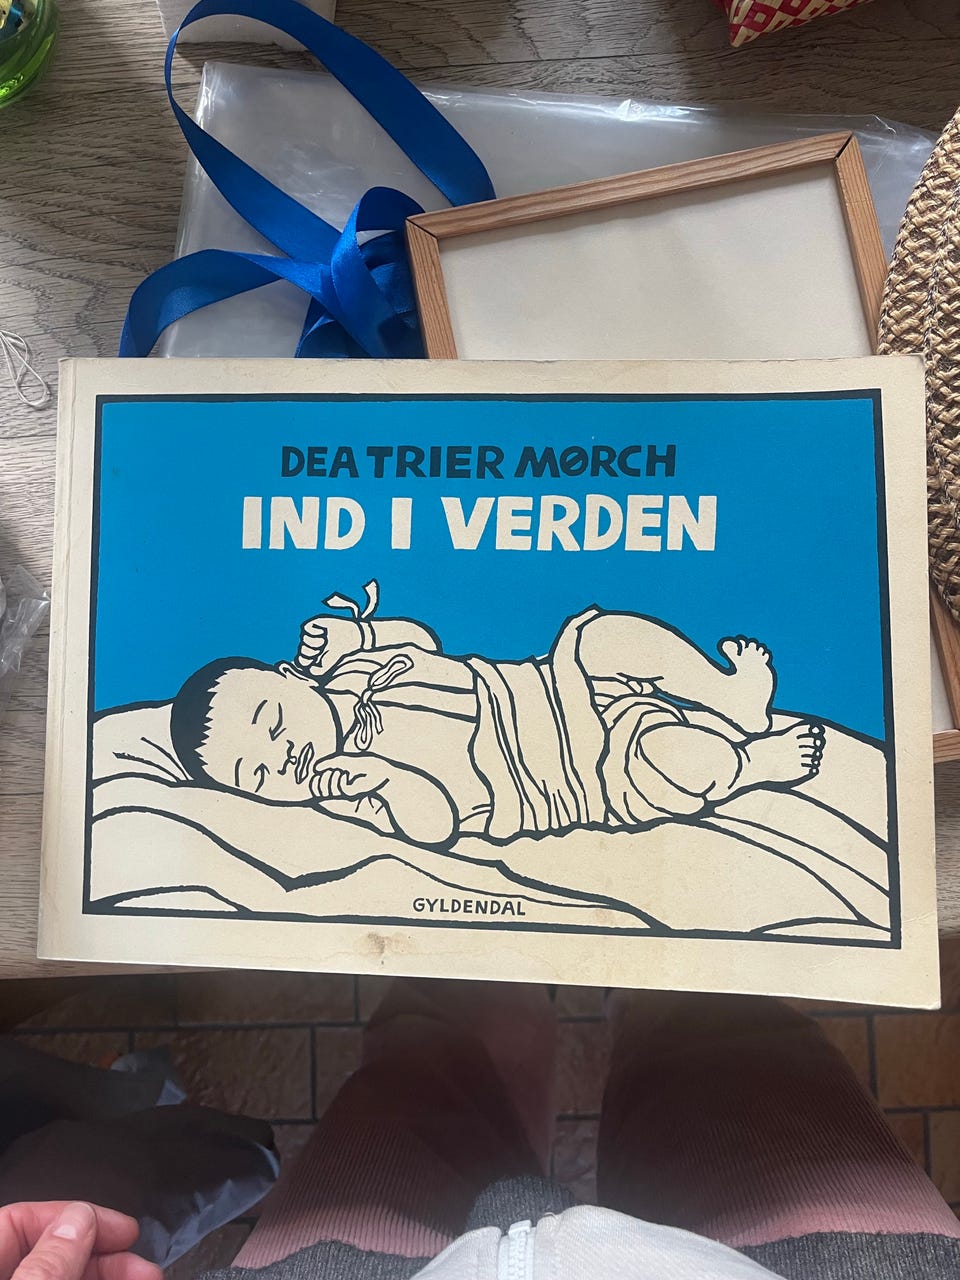 DEA TRIER MØRCH
IND I VERDEN
GYLDENDAL